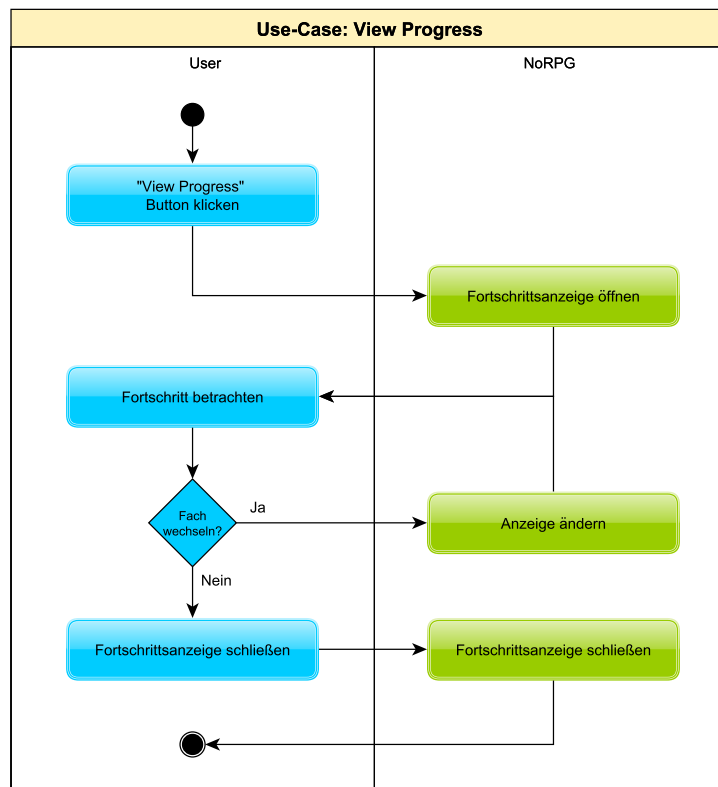 Use-Case: View Progress
User
NoRPG
"View Progress"
Button klicken
Fortschrittsanzeige öffnen
Fortschritt betrachten
Fach
wechseln?
Ja
Anzeige ändern
Nein
Fortschrittsanzeige schließen
Fortschrittsanzeige schließen